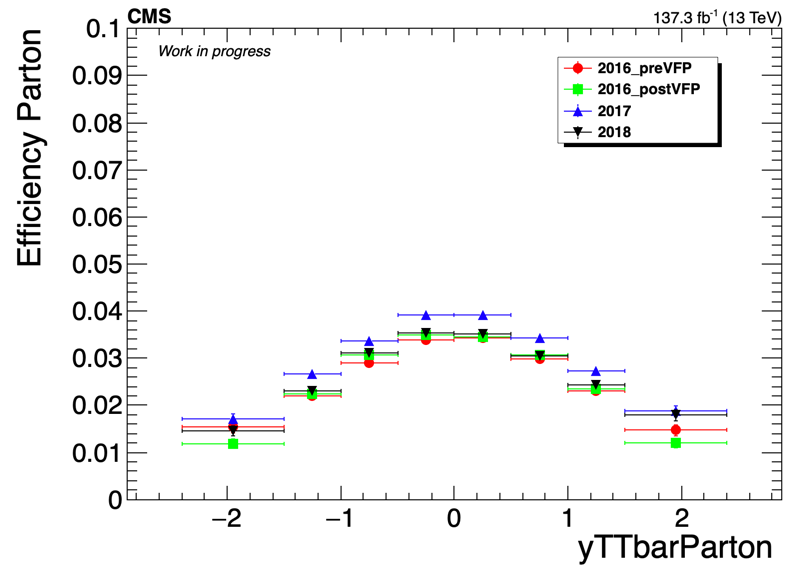 CMS
137.3 fb-1 (13 TeV)
Work in progress
2016_preVFP
2016_postVFP
2017
2018
Efficiency Parton
0.1
0.09
0.08
0.07
0.06
0.05
0.04
0.03
0.02
0.01
0
−2
−1
0
1
2
yTTbarParton